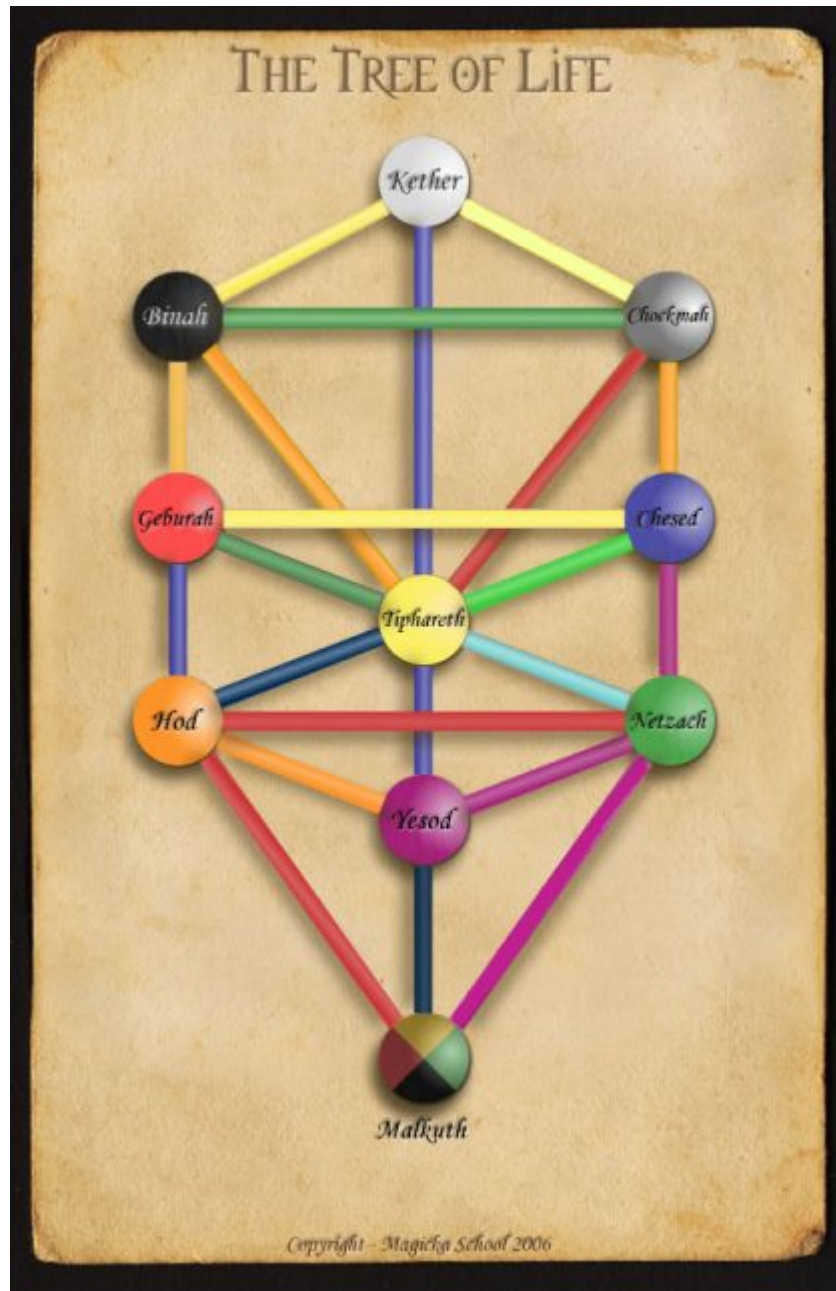 THE TREE OF LiFE
Kether
Binah
Chockmah
Geburah
Chesed
Tiphareth
Hod
Netzach
Yesod
Malkuth
Copyright - Magicka School 2006